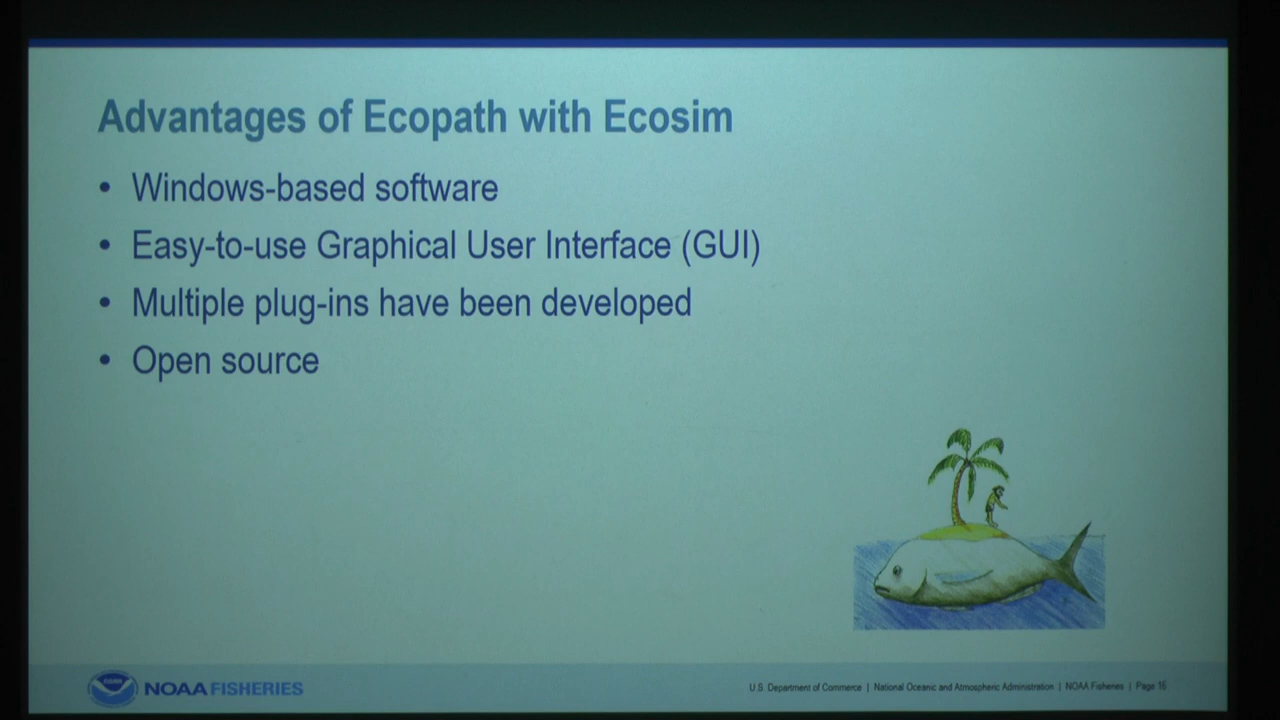 Advantages of Ecopath with Ecosim
• Windows-based software
• Easy-to-use Graphical User Interface (GUI)
• Multiple plug-ins have been developed
• Open source
NOAA FISHERIES
U.S. Department of Commerce | National Oceanic and Atmospheric Administration | NOAA Fisheries | Page 16